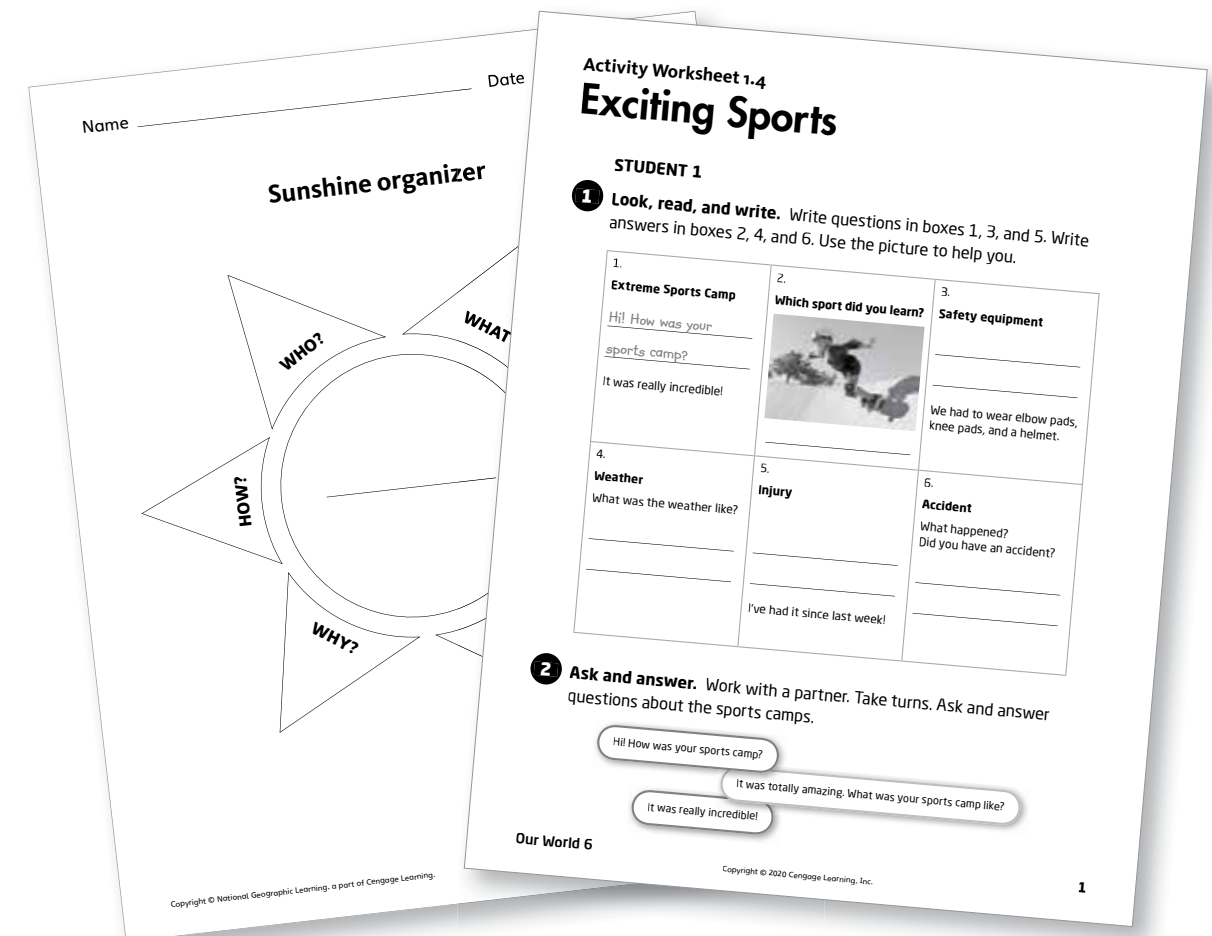 Name
Date
Sunshine organizer
WHO?
WHAT
HOW?
WHY?
Copyright © National Geographic Learning, a part of Cengage Learning.
Activity Worksheet 1.4
Exciting Sports
STUDENT 1
1 Look, read, and write. Write questions in boxes 1, 3, and 5. Write
answers in boxes 2, 4, and 6. Use the picture to help you.
1.
Extreme Sports Camp
Hi! How was your
sports camp?
It was really incredible!
2.
Which sport did you learn?
3.
Safety equipment
We had to wear elbow pads,
knee pads, and a helmet.
4.
Weather
What was the weather like?
5.
Injury
I've had it since last week!
6.
Accident
What happened?
Did you have an accident?
2 Ask and answer. Work with a partner. Take turns. Ask and answer
questions about the sports camps.
Hi! How was your sports camp?
It was totally amazing. What was your sports camp like?
It was really incredible!
Our World 6
Copyright © 2020 Cengage Learning, Inc.
1